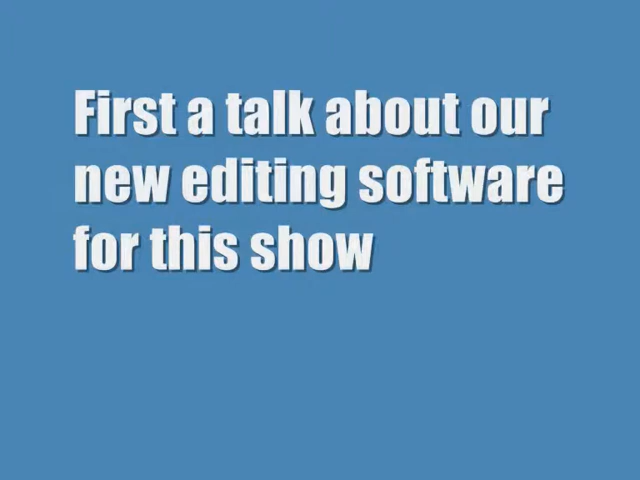 First a talk about our
new editing software
for this show